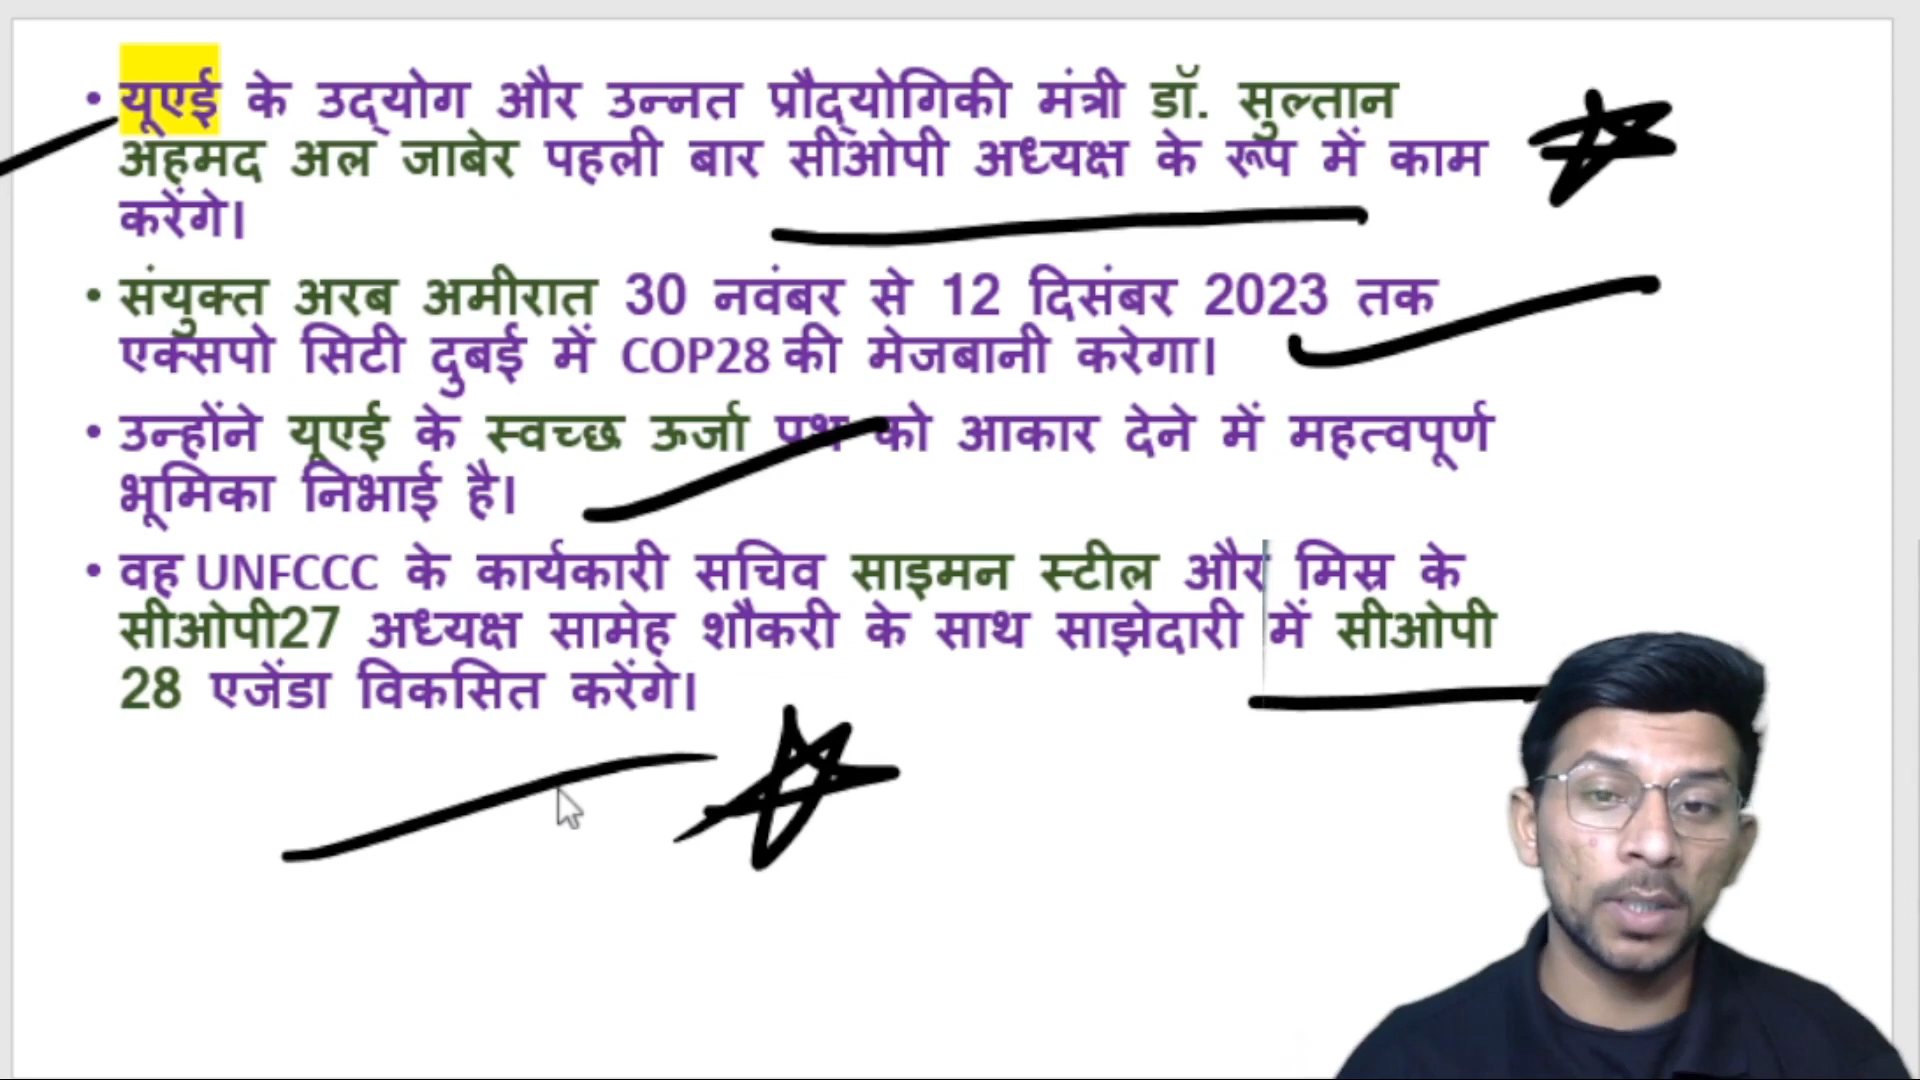 • यूएई के उद्योग और उन्नत प्रौद्योगिकी मंत्री डॉ. सुल्तान
अहमद अल जाबेर पहली बार सीओपी अध्यक्ष के रूप में काम
करेंगे।
• संयुक्त अरब अमीरात 30 नवंबर से 12 दिसंबर 2023 तक
एक्सपो सिटी दुबई में COP28 की मेजबानी करेगा।
• उन्होंने यूएई के स्वच्छ ऊर्जा पथ को आकार देने में महत्वपूर्ण
भूमिका निभाई है।
• वह UNFCCC के कार्यकारी सचिव साइमन स्टील और मिस्र के
सीओपी27 अध्यक्ष सामेह शौकरी के साथ साझेदारी में सीओपी
28 एजेंडा विकसित करेंगे।